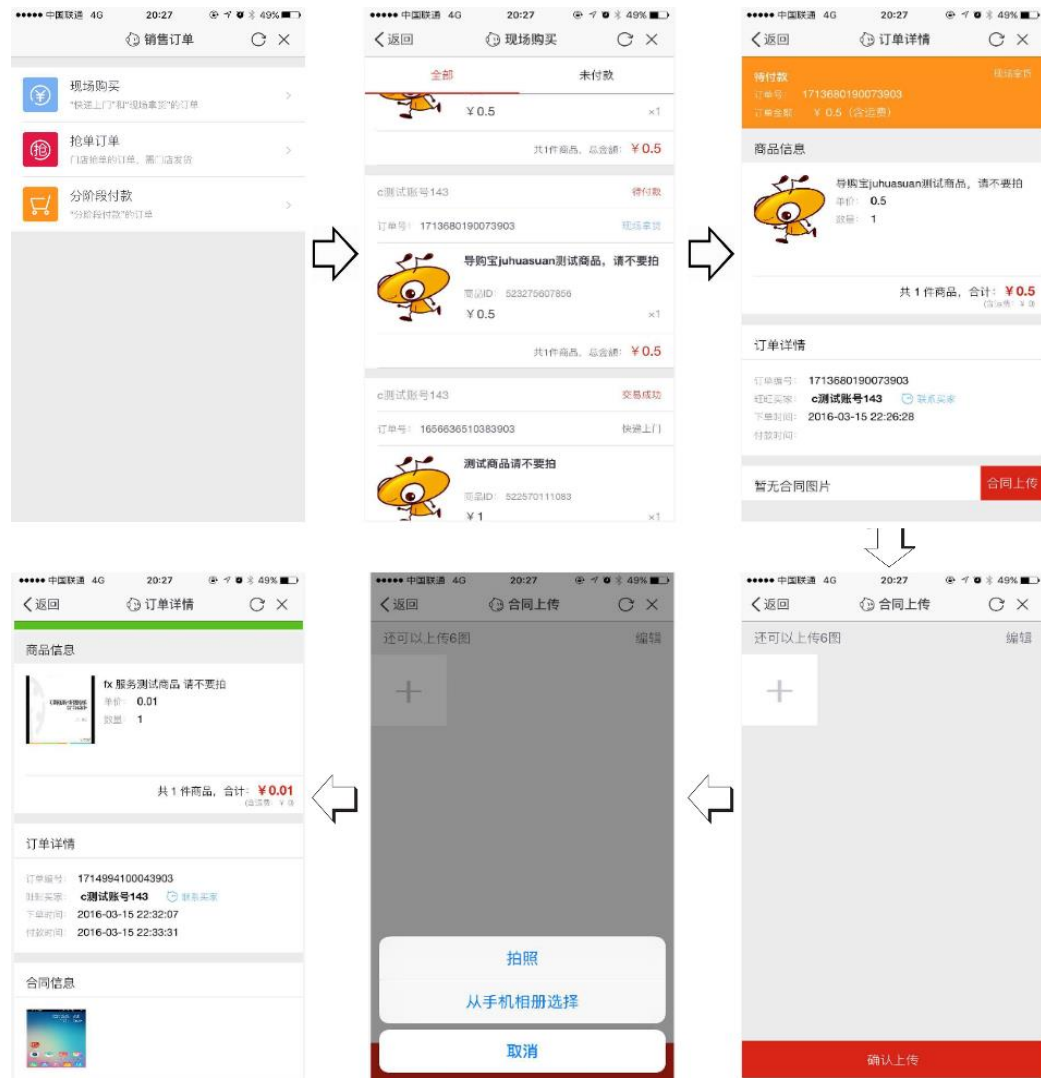 中国联通 4G 20:27 49%
销售订单
现场购买
"快递上门"和"现场拿货"的订单
抢单订单
门店抢单的订单、需门店发货
分阶段付款
"分阶段付款"的订单
中国联通 4G 20:27 49%
返回 现场购买
全部 未付款
¥0.5 ×1
共1件商品，总金额：¥0.5
c测试账号143 待付款
订单号：1713680190073903 现场拿货
导购宝juhuasuan测试商品，请不要拍
商品ID：523275607856
¥0.5 ×1
共1件商品，总金额：¥0.5
c测试账号143 交易成功
订单号：1656636510383903 快递上门
测试商品请不要拍
商品ID：522570111083
¥1 ×1
中国联通 4G 20:27 49%
返回 订单详情
待付款 现场拿货
订单号：1713680190073903
订单金额：¥0.5（含运费）
商品信息
导购宝juhuasuan测试商品，请不要拍
单价：0.5
数量：1
共1件商品，合计：¥0.5
(含运费：¥0)
订单详情
订单编号：1713680190073903
旺旺买家：c测试账号143 联系买家
下单时间：2016-03-15 22:26:28
付款时间：
暂无合同图片 合同上传
中国联通 4G 20:27 49%
返回 合同上传
还可以上传6图 编辑
确认上传
中国联通 4G 20:27 49%
返回 合同上传
还可以上传6图 编辑
拍照
从手机相册选择
取消
中国联通 4G 20:27 49%
返回 订单详情
商品信息
fx 服务测试商品 请不要拍
单价：0.01
数量：1
共1件商品，合计：¥0.01
(含运费：¥0)
订单详情
订单编号：1714994100043903
旺旺买家：c测试账号143 联系买家
下单时间：2016-03-15 22:32:07
付款时间：2016-03-15 22:33:31
合同信息